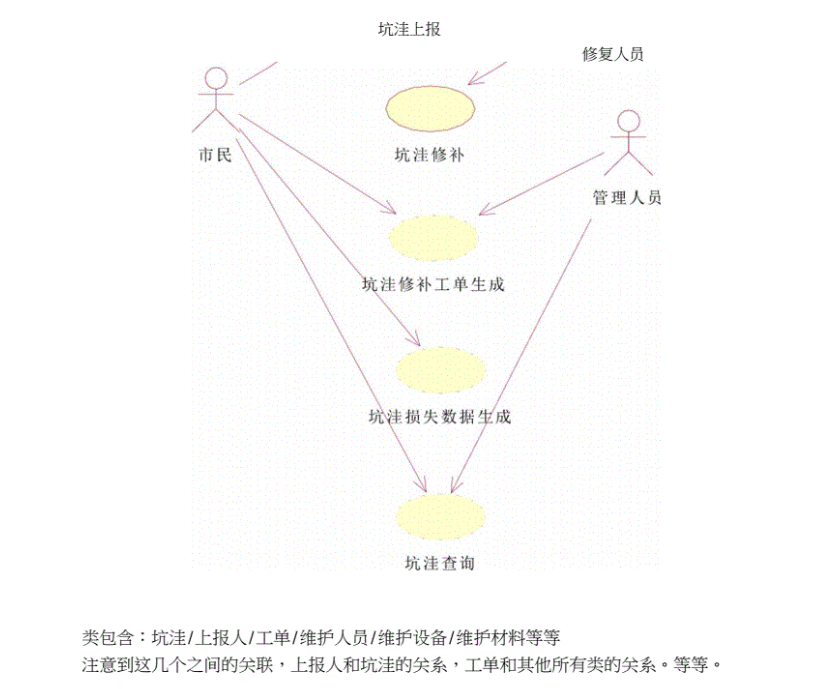 坑洼上报
修复人员
市民
坑洼修补
管理人员
坑洼修补工单生成
坑洼损失数据生成
坑洼查询
类包含：坑洼/上报人/工单/维护人员/维护设备/维护材料等等
注意到这几个之间的关联，上报人和坑洼的关系，工单和其他所有类的关系。等等。